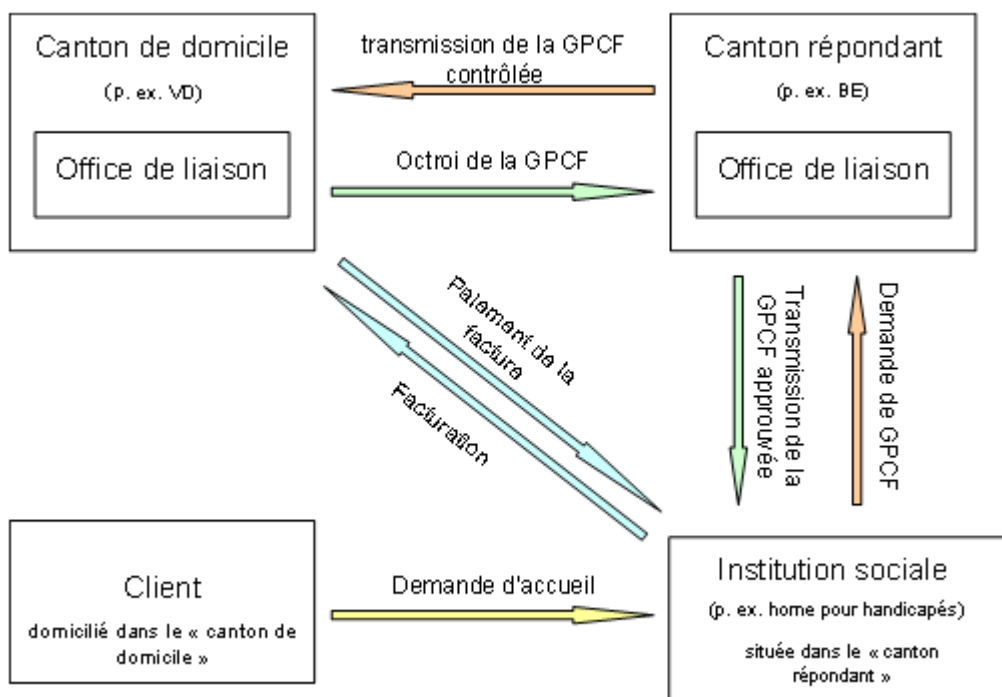 Canton de domicile
(p. ex. VD)
Office de liaison
transmission de la GPCF
contrôlée
Octroi de la GPCF
Canton répondant
(p. ex. BE)
Office de liaison
Paiement de la
facture
Facturation
Transmission de la
GPCF approuvée
Demande de GPCF
Client
domicilié dans le « canton de
domicile »
Demande d'accueil
Institution sociale
(p. ex. home pour handicapés)
située dans le « canton
répondant »